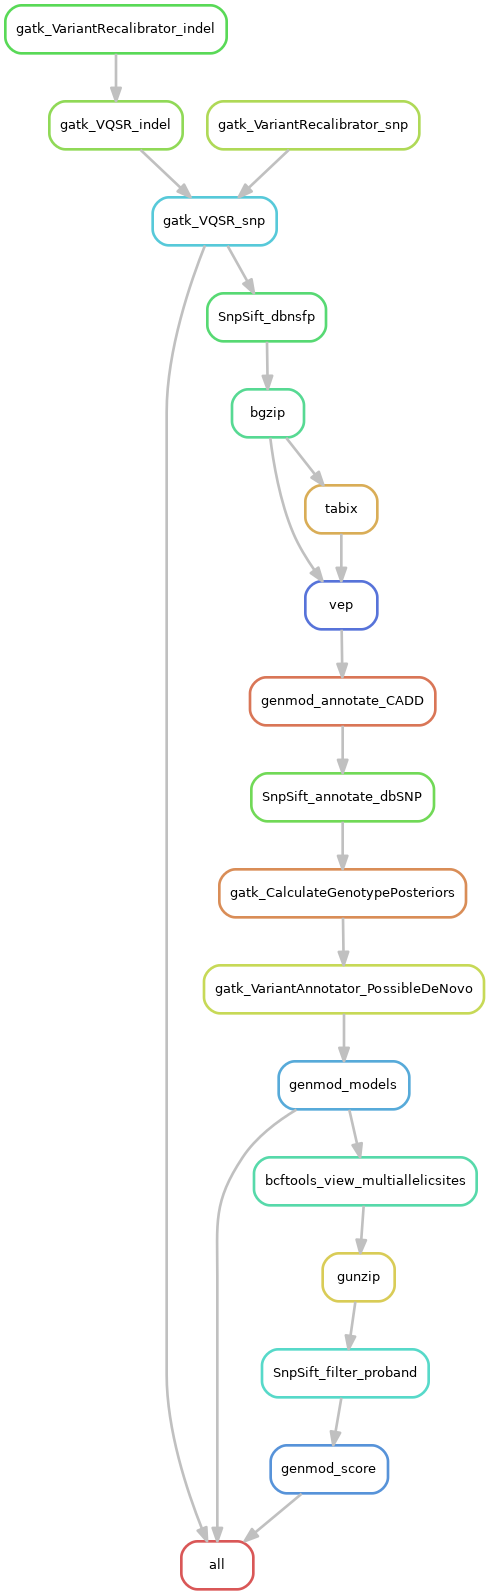 gatk_VariantRecalibrator_indel
gatk_VQSR_indel
gatk_VariantRecalibrator_snp
gatk_VQSR_snp
SnpSift_dbnsfp
bgzip
tabix
vep
genmod_annotate_CADD
SnpSift_annotate_dbSNP
gatk_CalculateGenotypePosteriors
gatk_VariantAnnotator_PossibleDeNovo
genmod_models
bcftools_view_multiallelicsites
gunzip
SnpSift_filter_proband
genmod_score
all